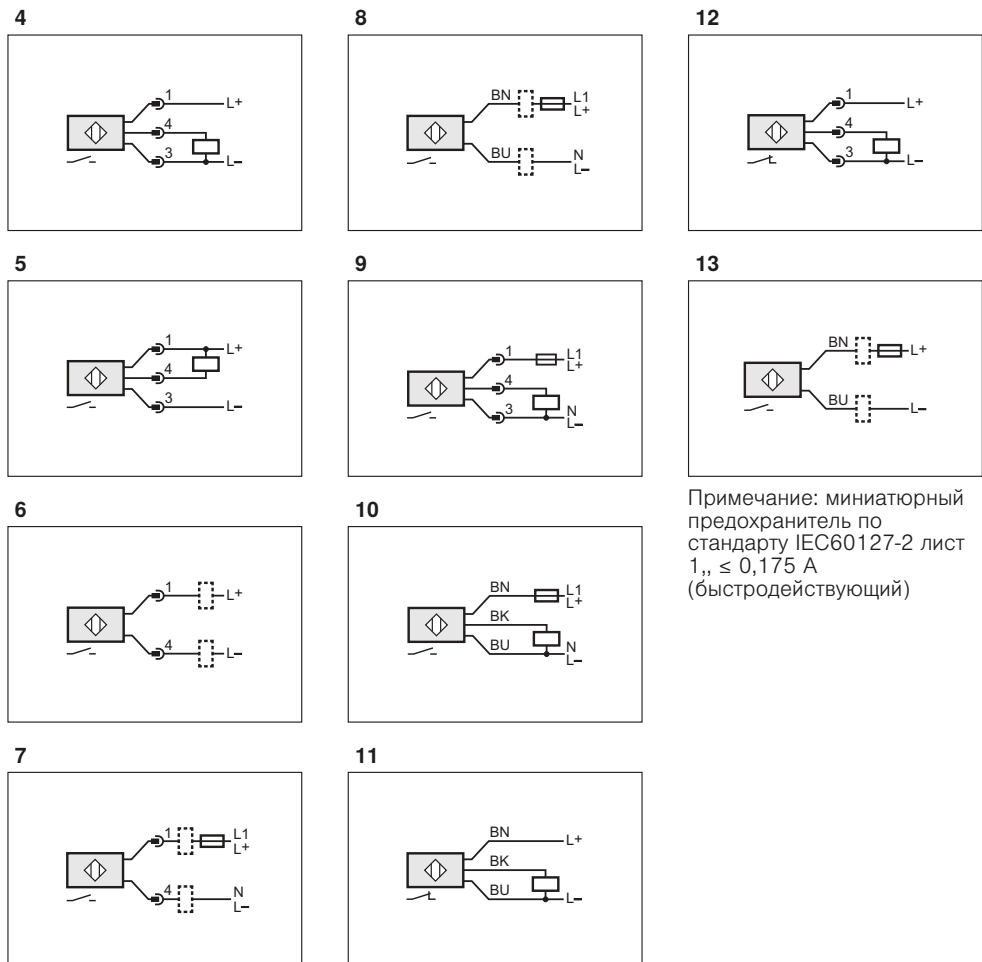 4
1 L+
4
3 L–
8
BN L1
L+
BU N
L–
12
1 L+
4
3 L–
5
1 L+
4
3 L–
9
1 L1
L+
4
3 N
L–
13
BN L+
BU L–
Примечание: миниатюрный
предохранитель по
стандарту IEC60127-2 лист
1,, ≤ 0,175 A
(быстродействующий)
6
1 L+
4 L–
10
BN L1
L+
BK
BU N
L–
7
1 L1
L+
4 N
L–
11
BN L+
BK
BU L–